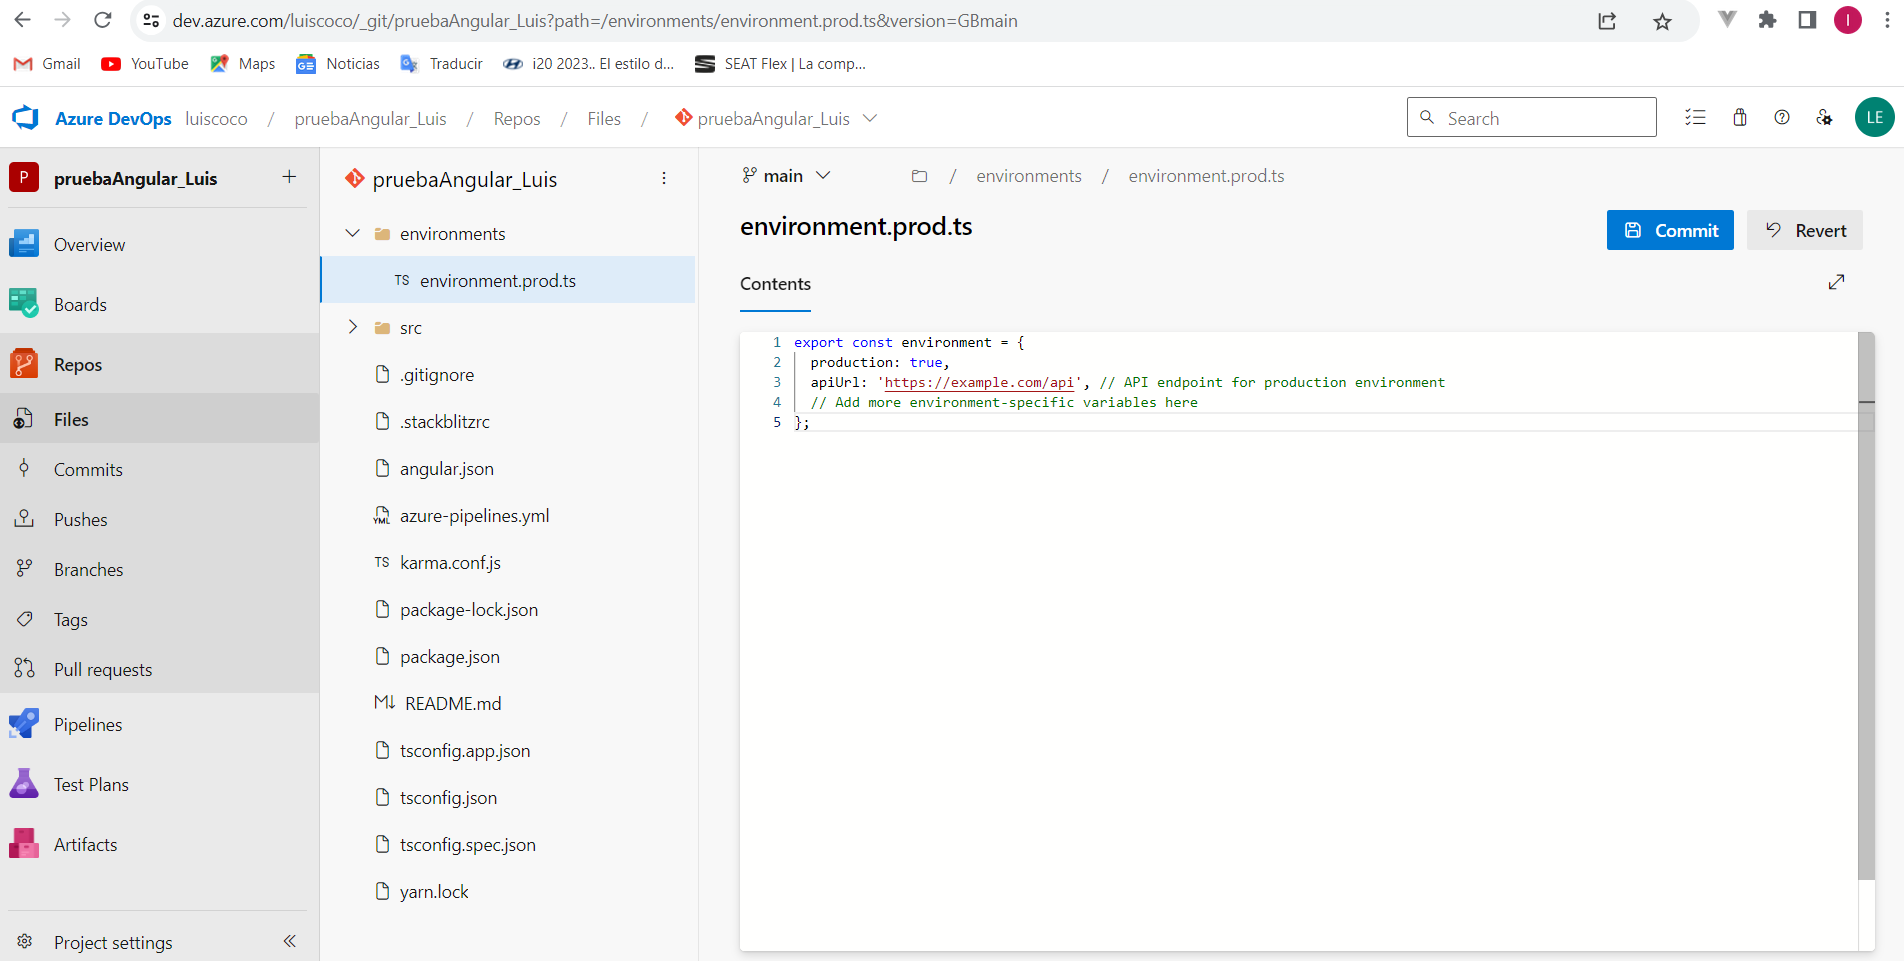 dev.azure.com/luiscoco/_git/pruebaAngular_Luis?path=/environments/environment.prod.ts&version=GBmain
I
Gmail YouTube Maps Noticias Traducir i20 2023.. El estilo d... SEAT Flex | La comp...
Azure DevOps luiscoco / pruebaAngular_Luis / Repos / Files / pruebaAngular_Luis
Search
LE
P pruebaAngular_Luis +
Overview
Boards
Repos
Files
Commits
Pushes
Branches
Tags
Pull requests
Pipelines
Test Plans
Artifacts
Project settings
pruebaAngular_Luis
environments
TS environment.prod.ts
src
.gitignore
.stackblitzrc
angular.json
YML azure-pipelines.yml
TS karma.conf.js
package-lock.json
package.json
M↓ README.md
tsconfig.app.json
tsconfig.json
tsconfig.spec.json
yarn.lock
main / environments / environment.prod.ts
environment.prod.ts
Commit
Revert
Contents
1 export const environment = {
2 production: true,
3 apiUrl: 'https://example.com/api', // API endpoint for production environment
4 // Add more environment-specific variables here
5 };